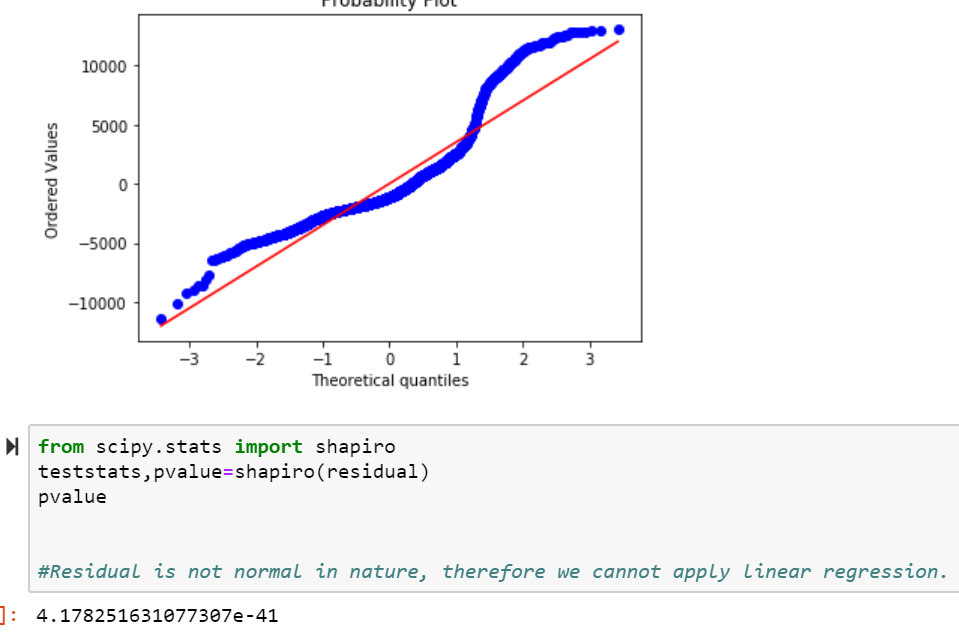 Probability Plot
10000
5000
0
−5000
−10000
Ordered Values
−3 −2 −1 0 1 2 3
Theoretical quantiles
from scipy.stats import shapiro
teststats,pvalue=shapiro(residual)
pvalue
#Residual is not normal in nature, therefore we cannot apply linear regression.
]: 4.178251631077307e-41